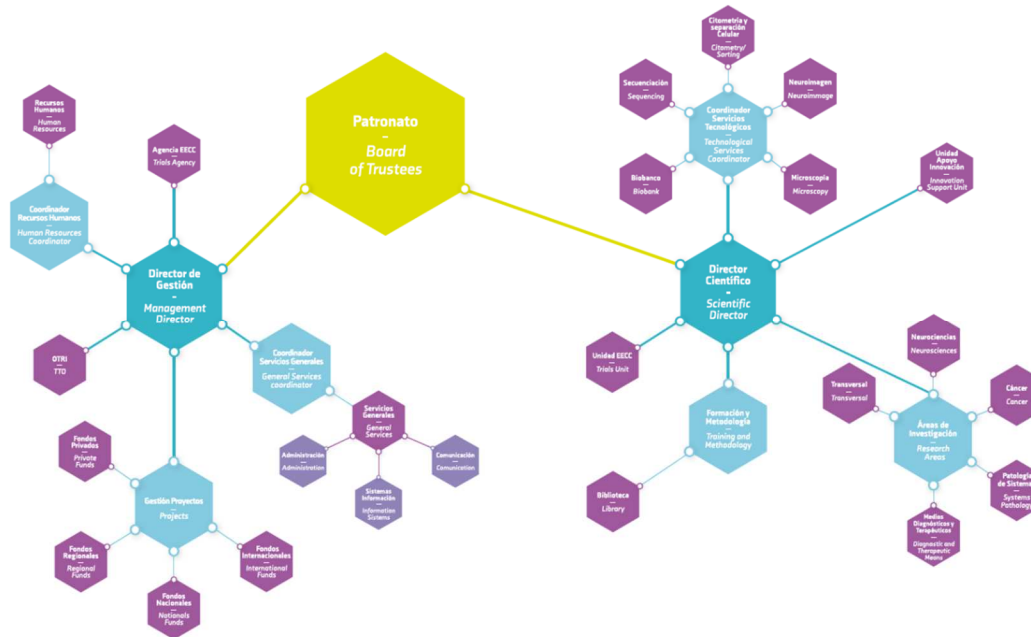 Patronato
–
Board
of Trustees
Recursos
Humanos
—
Human
Resources
Agencia EECC
—
Trials Agency
Coordinador
Recursos Humanos
—
Human Resources
Coordinator
Director de
Gestión
–
Management
Director
OTRI
—
TTO
Coordinador
Servicios Generales
—
General Services
coordinator
Servicios
Generales
—
General
Services
Administración
—
Administration
Sistemas
Información
—
Information
Sistems
Comunicación
—
Comunication
Fondos
Privados
—
Private
Funds
Gestión Proyectos
—
Projects
Fondos
Regionales
—
Regional
Funds
Fondos
Nacionales
—
Nationals
Funds
Fondos
Internacionales
—
International
Funds
Citometría y
separación
Celular
—
Citometry/
Sorting
Secuenciación
—
Sequencing
Neuroimagen
—
Neuroimmage
Coordinador
Servicios
Tecnológicos
—
Technological
Services
Coordinator
Biobanco
—
Biobank
Microscopía
—
Microscopy
Unidad
Apoyo
Innovación
—
Innovation
Support Unit
Director
Científico
–
Scientific
Director
Unidad EECC
—
Trials Unit
Formación y
Metodología
—
Training and
Methodology
Biblioteca
—
Library
Neurociencias
—
Neurosciences
Transversal
—
Transversal
Cáncer
—
Cancer
Áreas de
Investigación
—
Research
Areas
Patología
de Sistemas
—
Systems
Pathology
Medios
Diagnósticos y
Terapéuticos
—
Diagnostic and
Therapeutic
Means